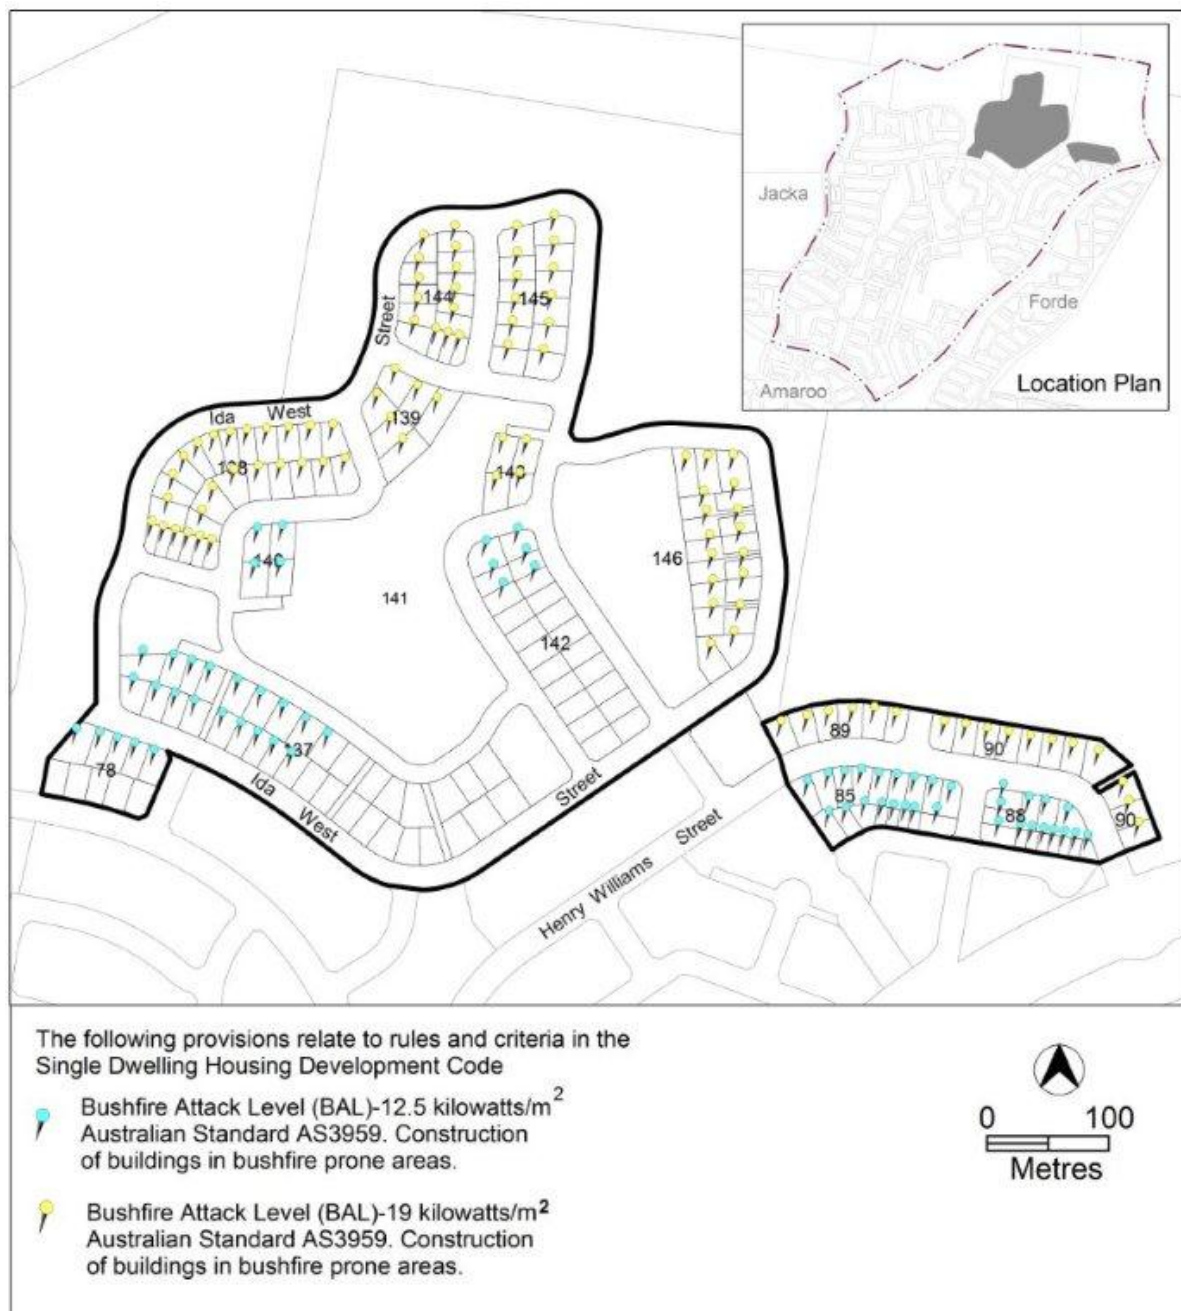 Jacka
Forde
Amaroo
Location Plan
144
145
Street
Ida West
139
138
143
140
146
141
142
137
78
Ida
West
Street
89
90
85
88
90
Henry Williams Street
The following provisions relate to rules and criteria in the
Single Dwelling Housing Development Code
Bushfire Attack Level (BAL)-12.5 kilowatts/m²
Australian Standard AS3959. Construction
of buildings in bushfire prone areas.
Bushfire Attack Level (BAL)-19 kilowatts/m²
Australian Standard AS3959. Construction
of buildings in bushfire prone areas.
0 100
Metres